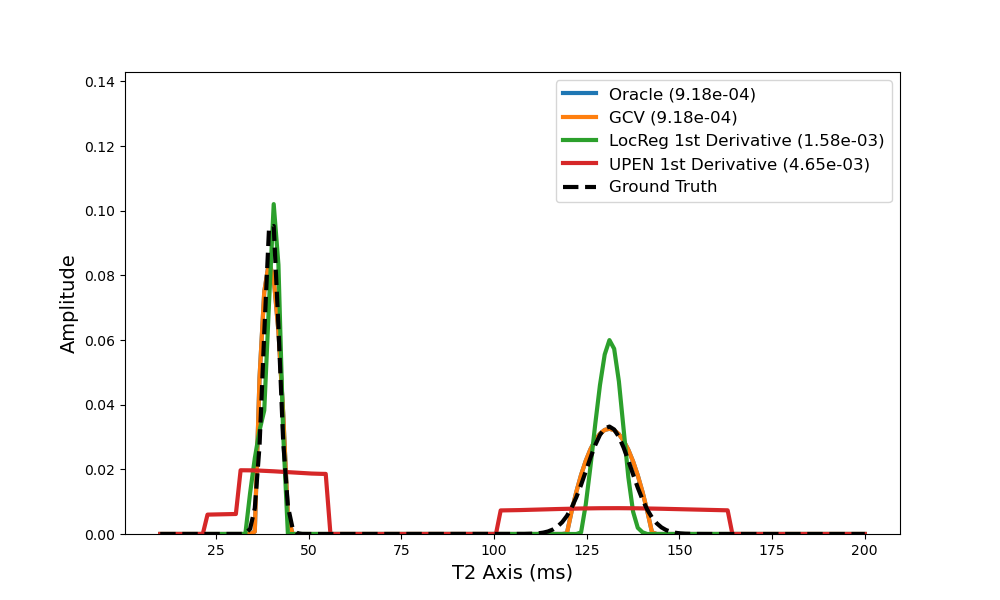 0.14
0.12
0.10
0.08
0.06
0.04
0.02
0.00
Amplitude
Oracle (9.18e-04)
GCV (9.18e-04)
LocReg 1st Derivative (1.58e-03)
UPEN 1st Derivative (4.65e-03)
Ground Truth
25 50 75 100 125 150 175 200
T2 Axis (ms)